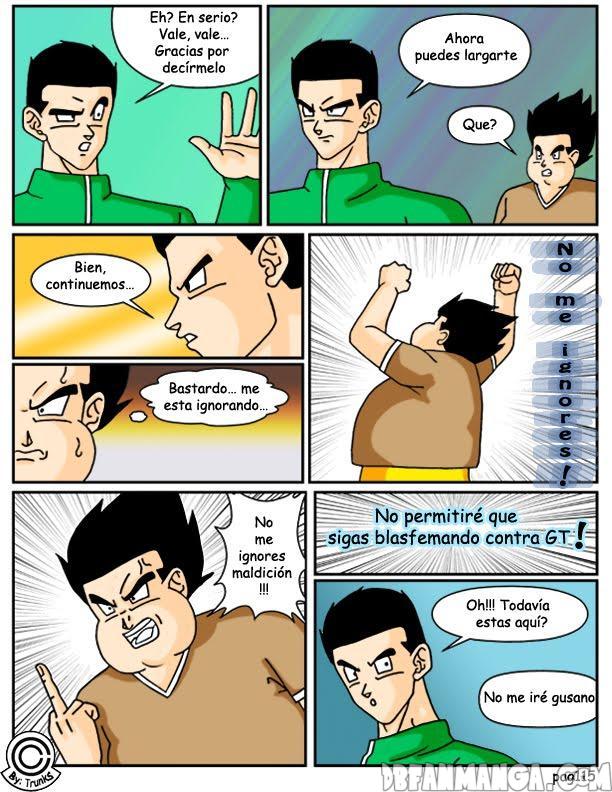 Eh? En serio?
Vale, vale...
Gracias por
decírmelo
Ahora
puedes largarte
Que?
Bien,
continuemos...
No me ignores!
Bastardo... me
esta ignorando...
No
me
ignores
maldición
!!!
No permitiré que
sigas blasfemando contra GT!
Oh!!! Todavía
estas aquí?
No me iré gusano
By: Trunks
DBFANMANGA.COM